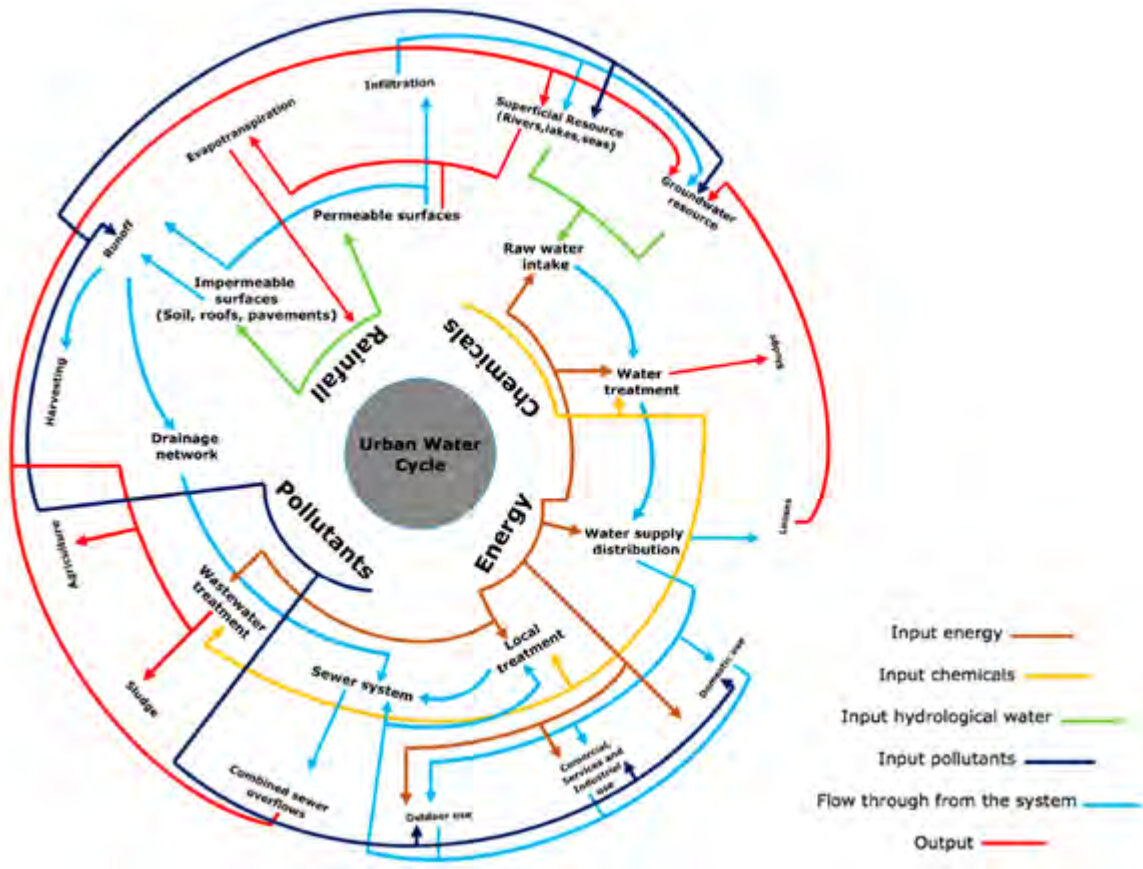 Infiltration
Superficial Resource
(Rivers,lakes,seas)
Evapotranspiration
Groundwater
resource
Permeable surfaces
Runoff
Raw water
intake
Impermeable
surfaces
(Soil, roofs, pavements)
Rainfall
Chemicals
Sludge
Water
treatment
Harvesting
Drainage
network
Urban Water
Cycle
Pollutants
Energy
Water supply
distribution
Losses
Agriculture
Wastewater
treatment
Local
treatment
Sewer system
Sludge
Domestic use
Combined sewer
overflows
Comercial,
Services and
Industrial
use
Outdoor use
Input energy
Input chemicals
Input hydrological water
Input pollutants
Flow through from the system
Output